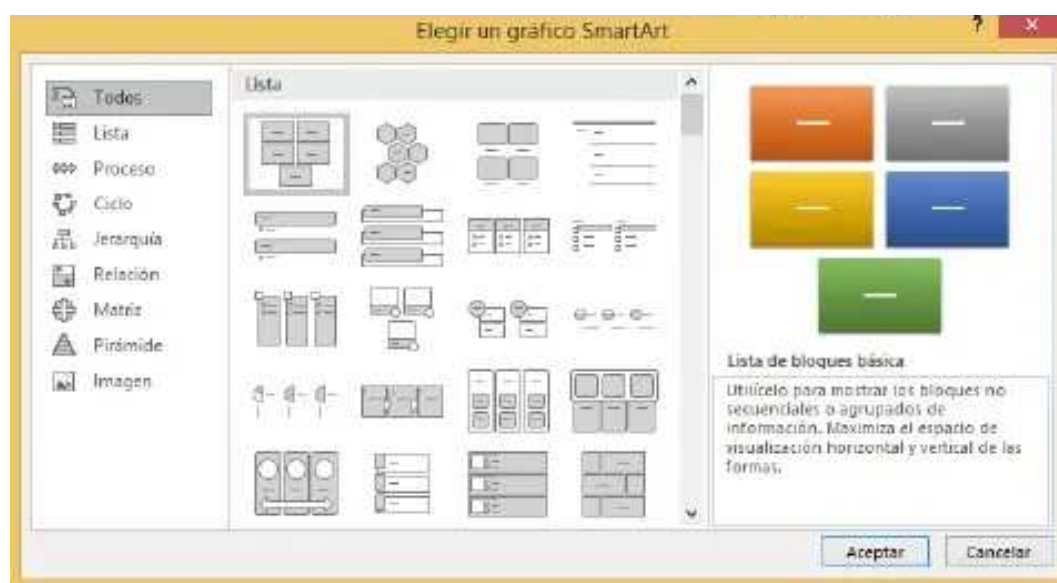 Elegir un gráfico SmartArt
?
Todos
Lista
Proceso
Ciclo
Jerarquía
Relación
Matriz
Pirámide
Imagen
Lista
Lista de bloques básica
Utilícelo para mostrar los bloques no
secuenciales o agrupados de
información. Maximiza el espacio de
visualización horizontal y vertical de las
formas.
Aceptar
Cancelar